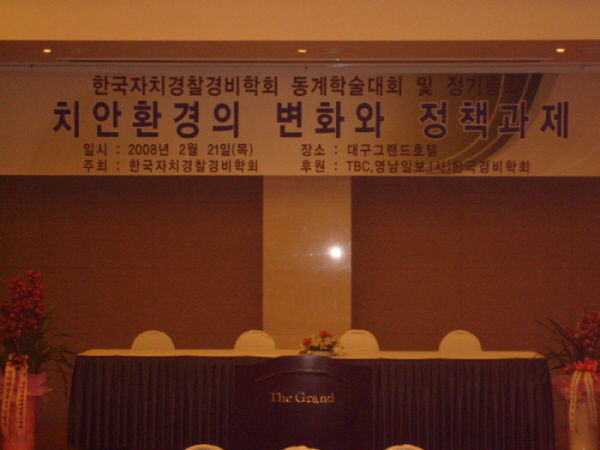 한국자치경찰경비학회 동계학술대회 및 정기총회
치안환경의 변화와 정책과제
일시 : 2008년 2월 21일(목) 장소 : 대구그랜드호텔
주최 : 한국자치경찰경비학회 후원 : TBC,영남일보,(사)한국경비학회
The Grand